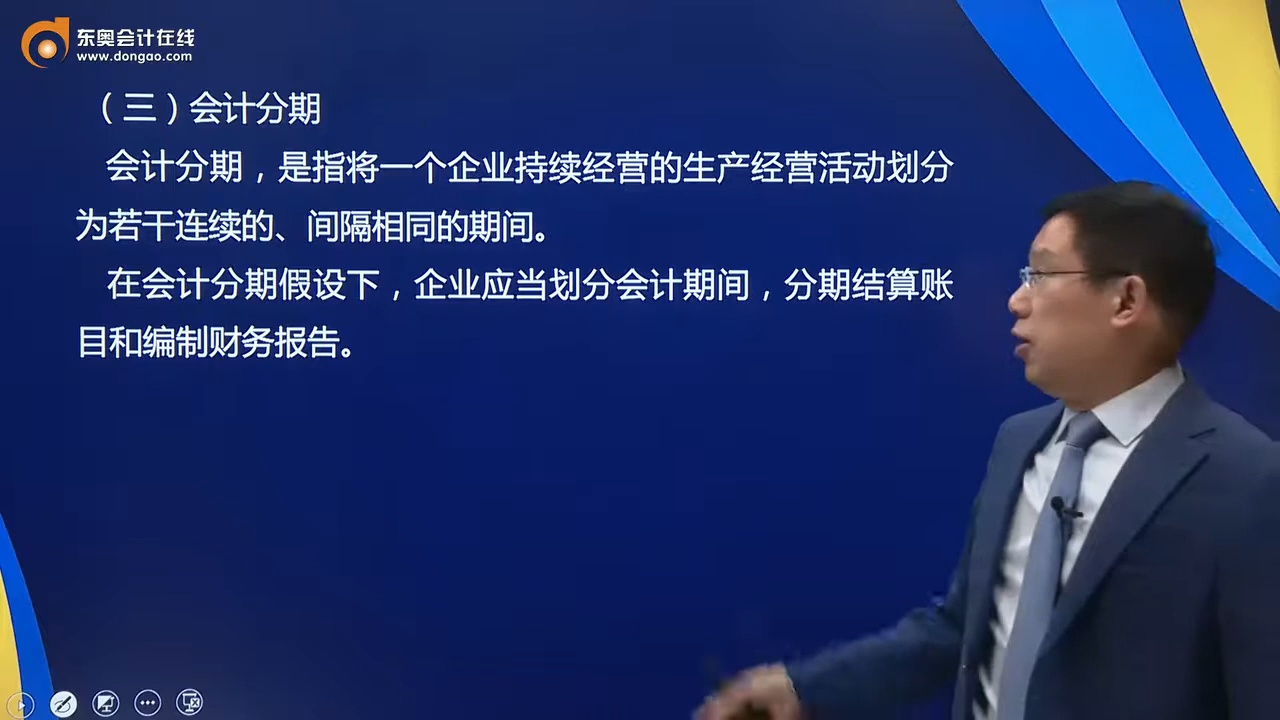 东奥会计在线
www.dongao.com
（三）会计分期
会计分期，是指将一个企业持续经营的生产经营活动划分
为若干连续的、间隔相同的期间。
在会计分期假设下，企业应当划分会计期间，分期结算账
目和编制财务报告。